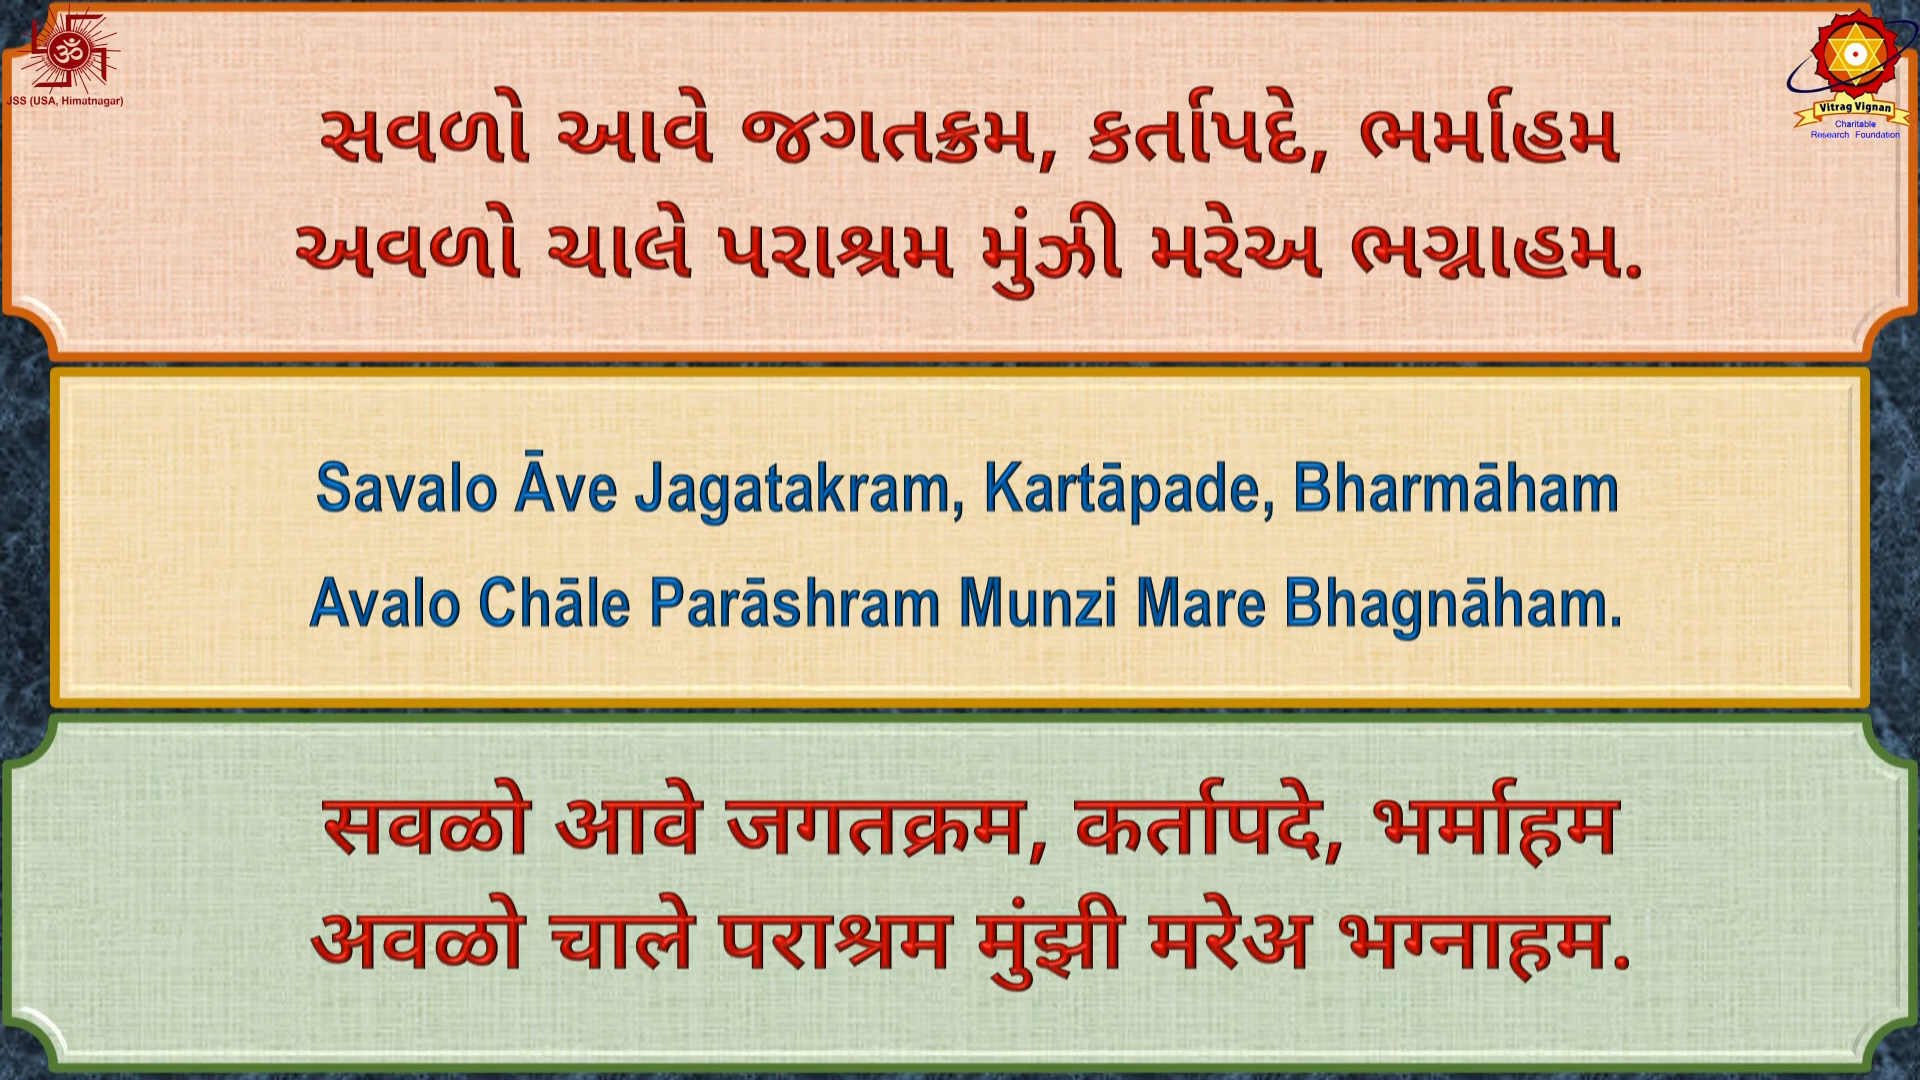 JSS (USA, Himatnagar)
Vitrag Vignan
Charitable
Research Foundation
સવળો આવે જગતક્રમ, કર્તાપદે, ભર્માહમ
અવળો ચાલે પરાશ્રમ મુંઝી મરેઅ ભગ્નાહમ.
Savalo Āve Jagatakram, Kartāpade, Bharmāham
Avalo Chāle Parāshram Munzi Mare Bhagnāham.
सवळो आवे जगतक्रम, कर्तापदे, भर्माहम
अवळो चाले पराश्रम मुंझी मरेअ भग्नाहम.